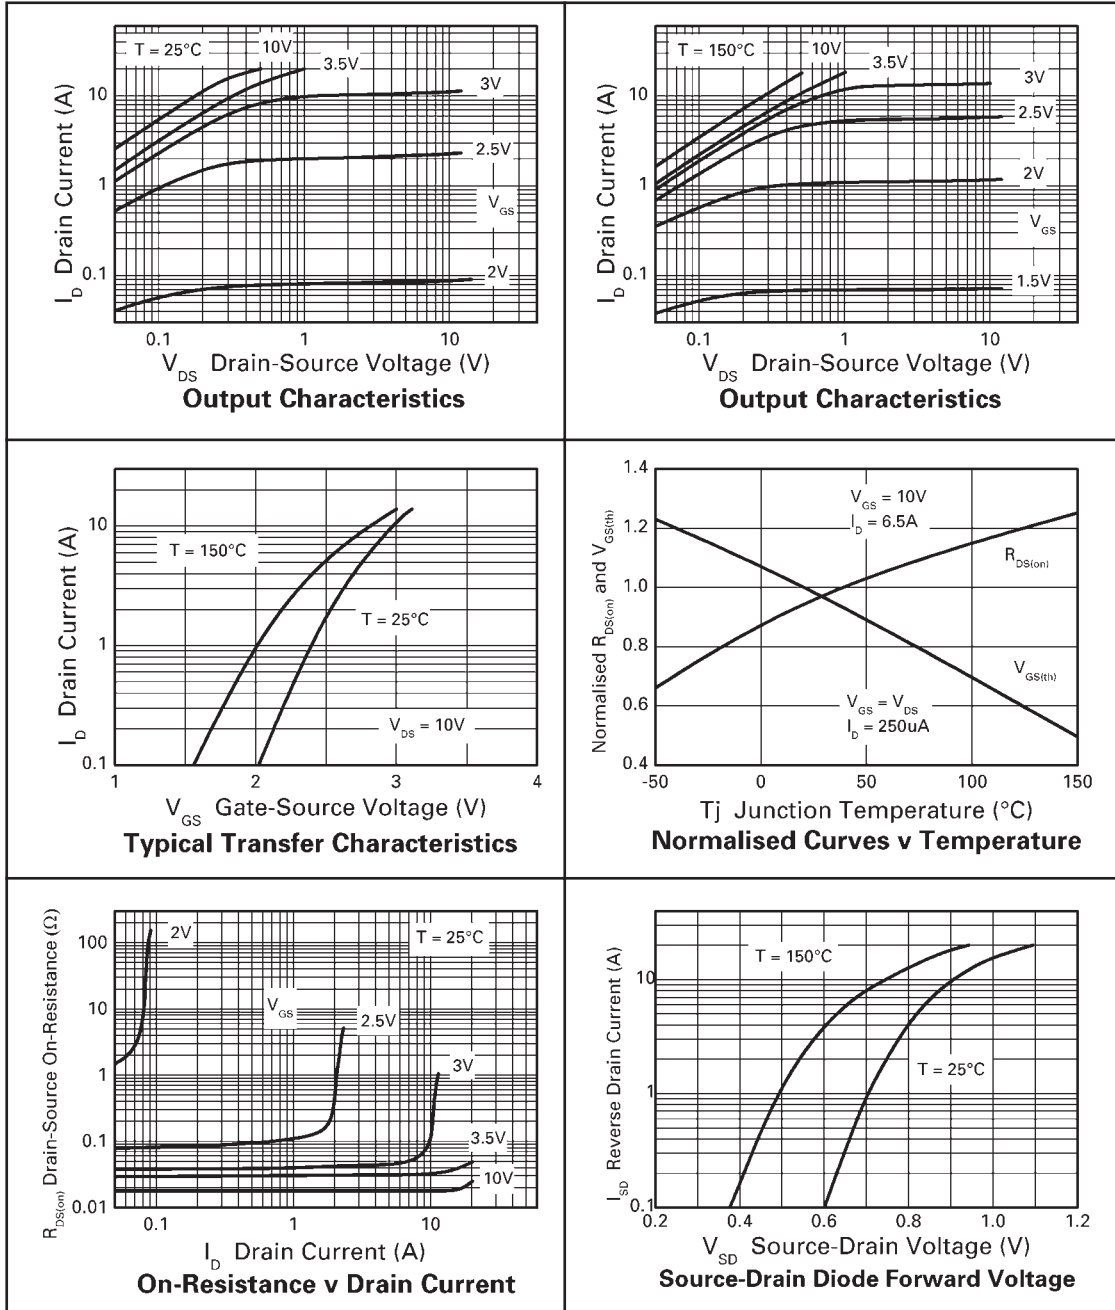 T = 25°C
10V
3.5V
3V
2.5V
V_GS
2V
10
1
0.1
I_D Drain Current (A)
0.1 1 10
V_DS Drain-Source Voltage (V)
Output Characteristics
T = 150°C
10V
3.5V
3V
2.5V
2V
V_GS
1.5V
10
1
0.1
I_D Drain Current (A)
0.1 1 10
V_DS Drain-Source Voltage (V)
Output Characteristics
T = 150°C
T = 25°C
V_DS = 10V
10
1
0.1
I_D Drain Current (A)
1 2 3 4
V_GS Gate-Source Voltage (V)
Typical Transfer Characteristics
1.4
1.2
1.0
0.8
0.6
0.4
Normalised R_DS(on) and V_GS(th)
V_GS = 10V
I_D = 6.5A
R_DS(on)
V_GS(th)
V_GS = V_DS
I_D = 250uA
-50 0 50 100 150
Tj Junction Temperature (°C)
Normalised Curves v Temperature
R_DS(on) Drain-Source On-Resistance (Ω)
100
10
1
0.1
0.01
2V
T = 25°C
V_GS
2.5V
3V
3.5V
10V
0.1 1 10
I_D Drain Current (A)
On-Resistance v Drain Current
I_SD Reverse Drain Current (A)
10
1
0.1
T = 150°C
T = 25°C
0.2 0.4 0.6 0.8 1.0 1.2
V_SD Source-Drain Voltage (V)
Source-Drain Diode Forward Voltage